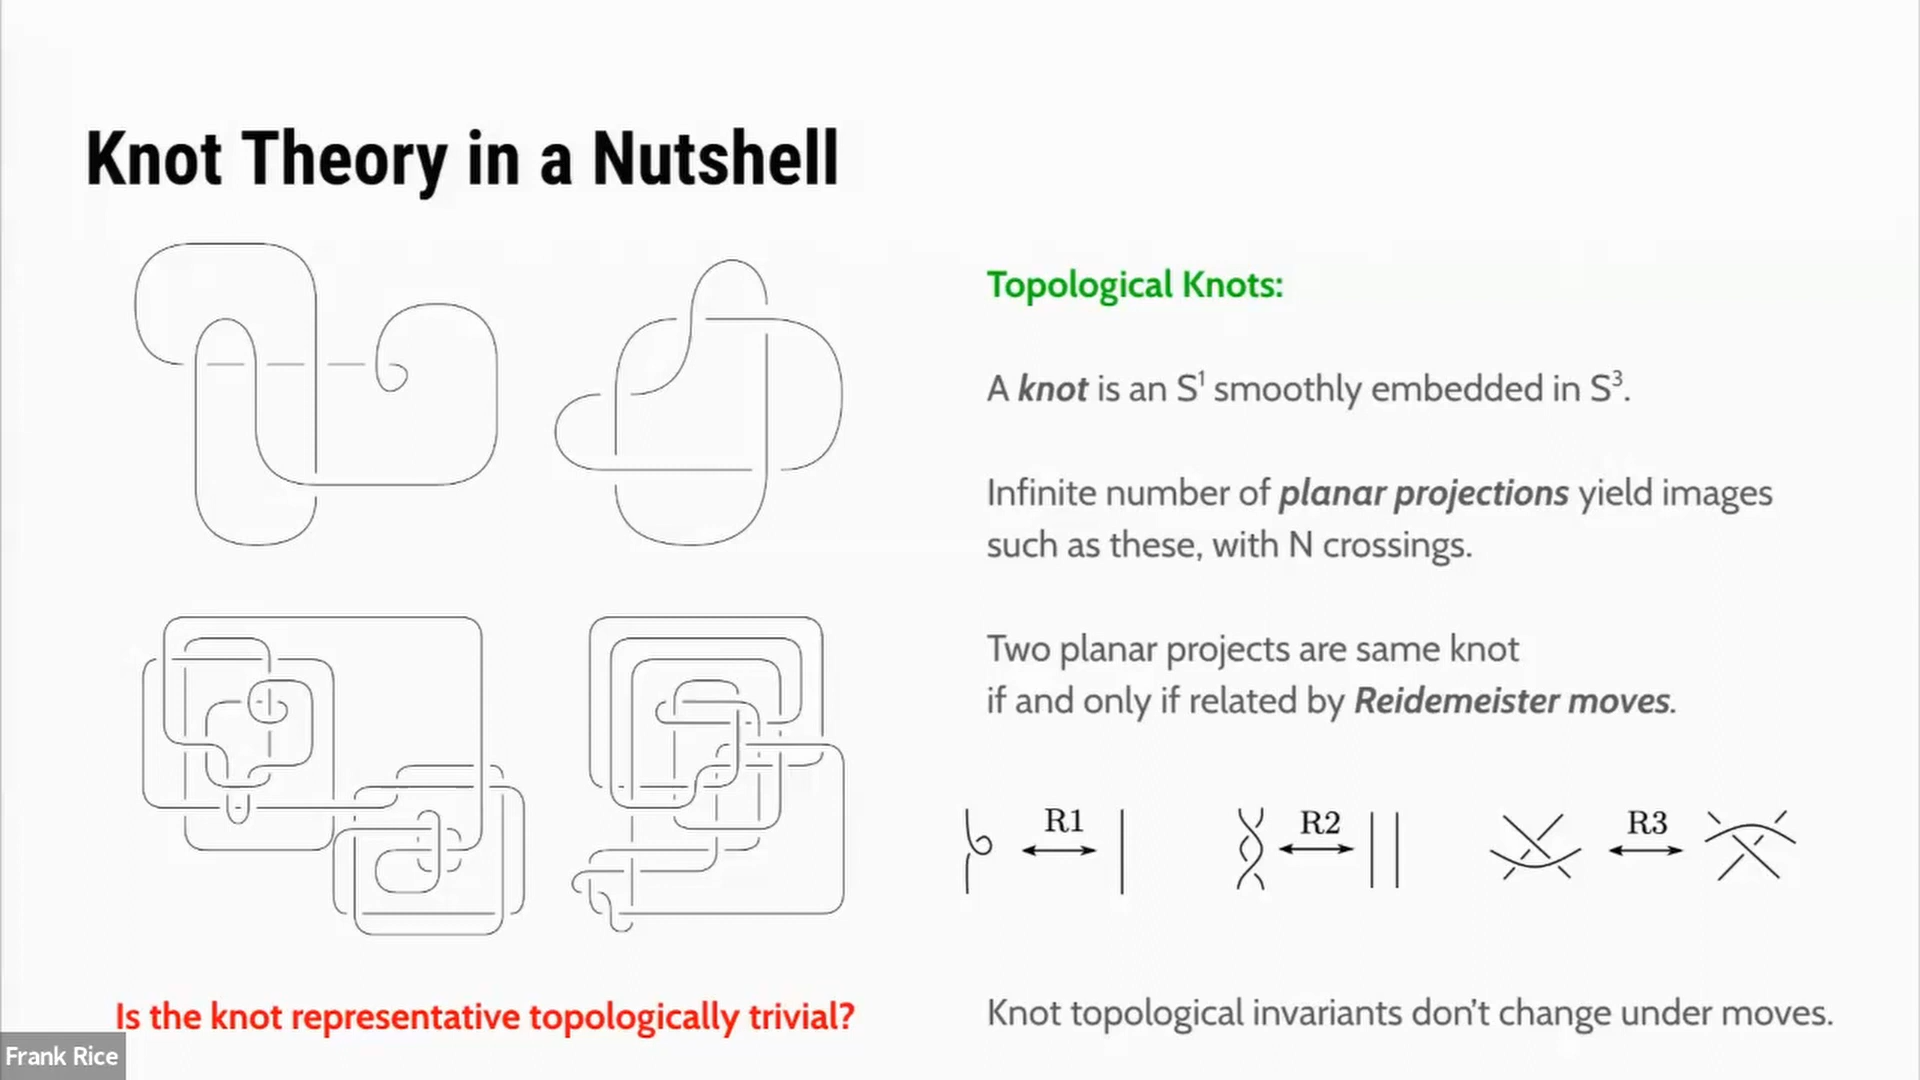 Knot Theory in a Nutshell
Topological Knots:
A knot is an S¹ smoothly embedded in S³.
Infinite number of planar projections yield images
such as these, with N crossings.
Two planar projects are same knot
if and only if related by Reidemeister moves.
R1
R2
R3
Is the knot representative topologically trivial?
Knot topological invariants don't change under moves.
Frank Rice